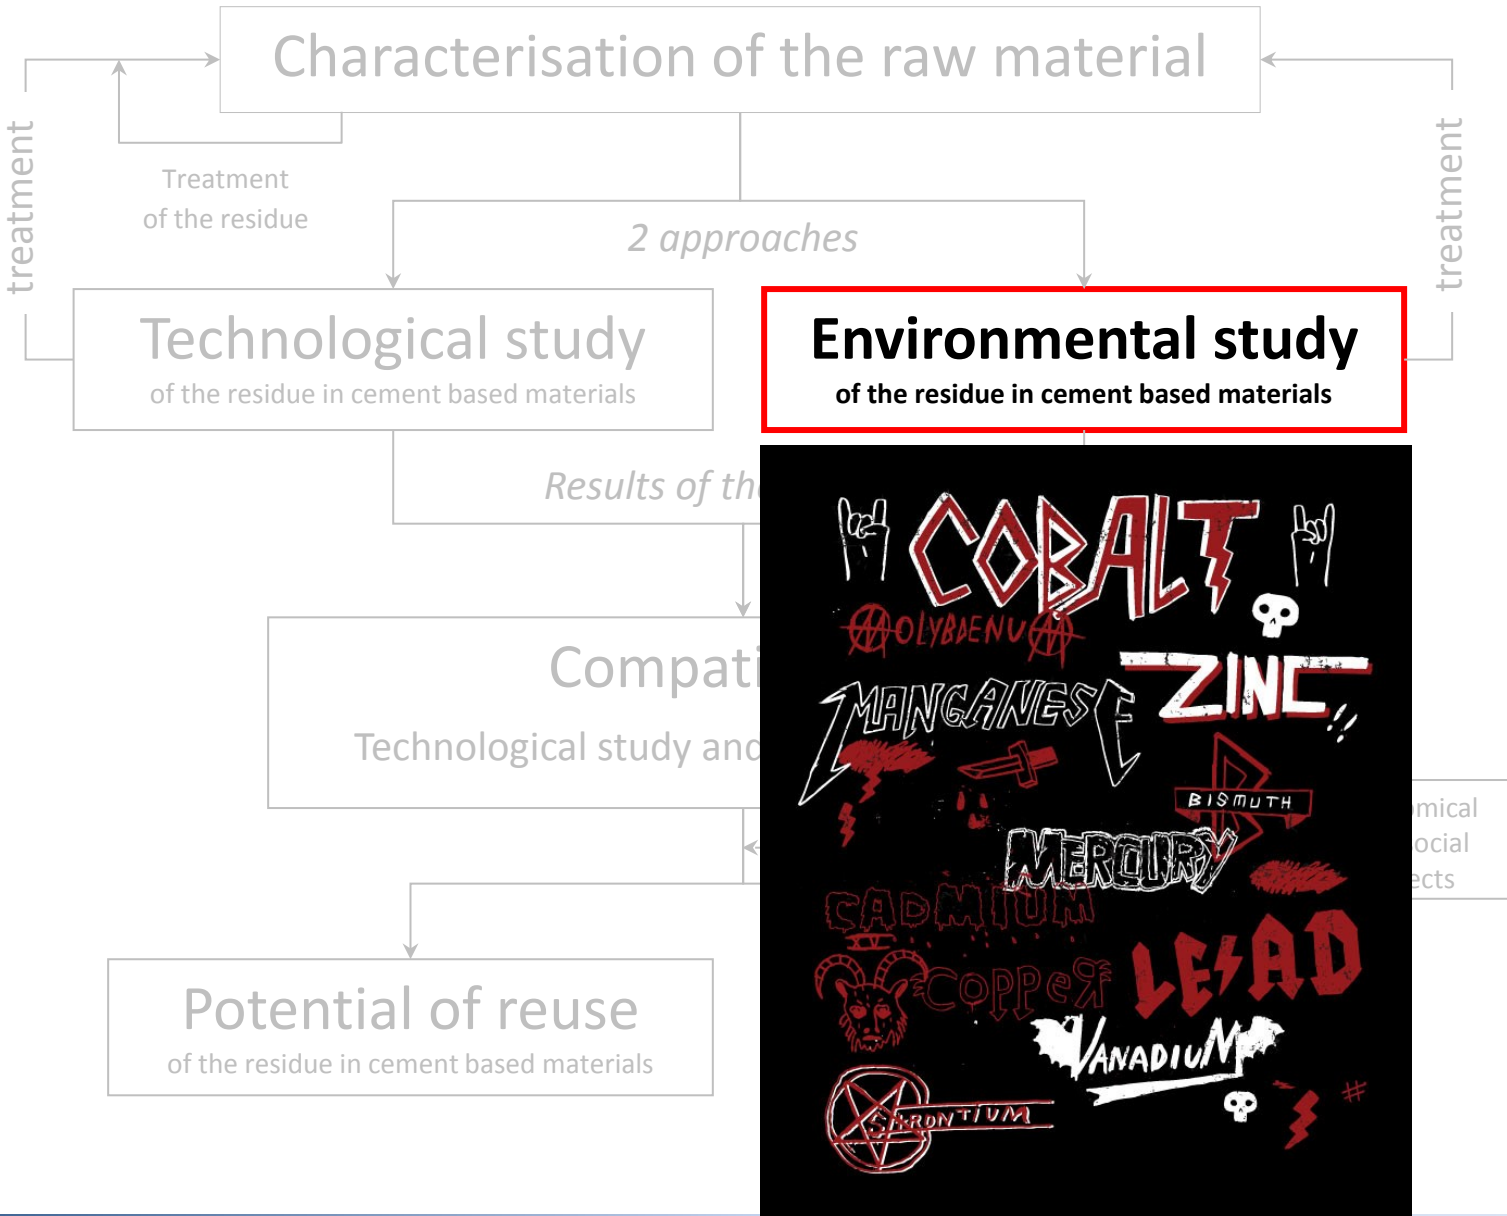 Characterisation of the raw material
treatment
Treatment
of the residue
2 approaches
treatment
Technological study
of the residue in cement based materials
Environmental study
of the residue in cement based materials
Results of
Compati
Technological study and
omical
ocial
ects
Potential of reuse
of the residue in cement based materials
COBALT
MOLYBDENUM
ZINC
MANGANESE
BISMUTH
MERCURY
CADMIUM
LEAD
COPPER
VANADIUM
STRONTIUM
#